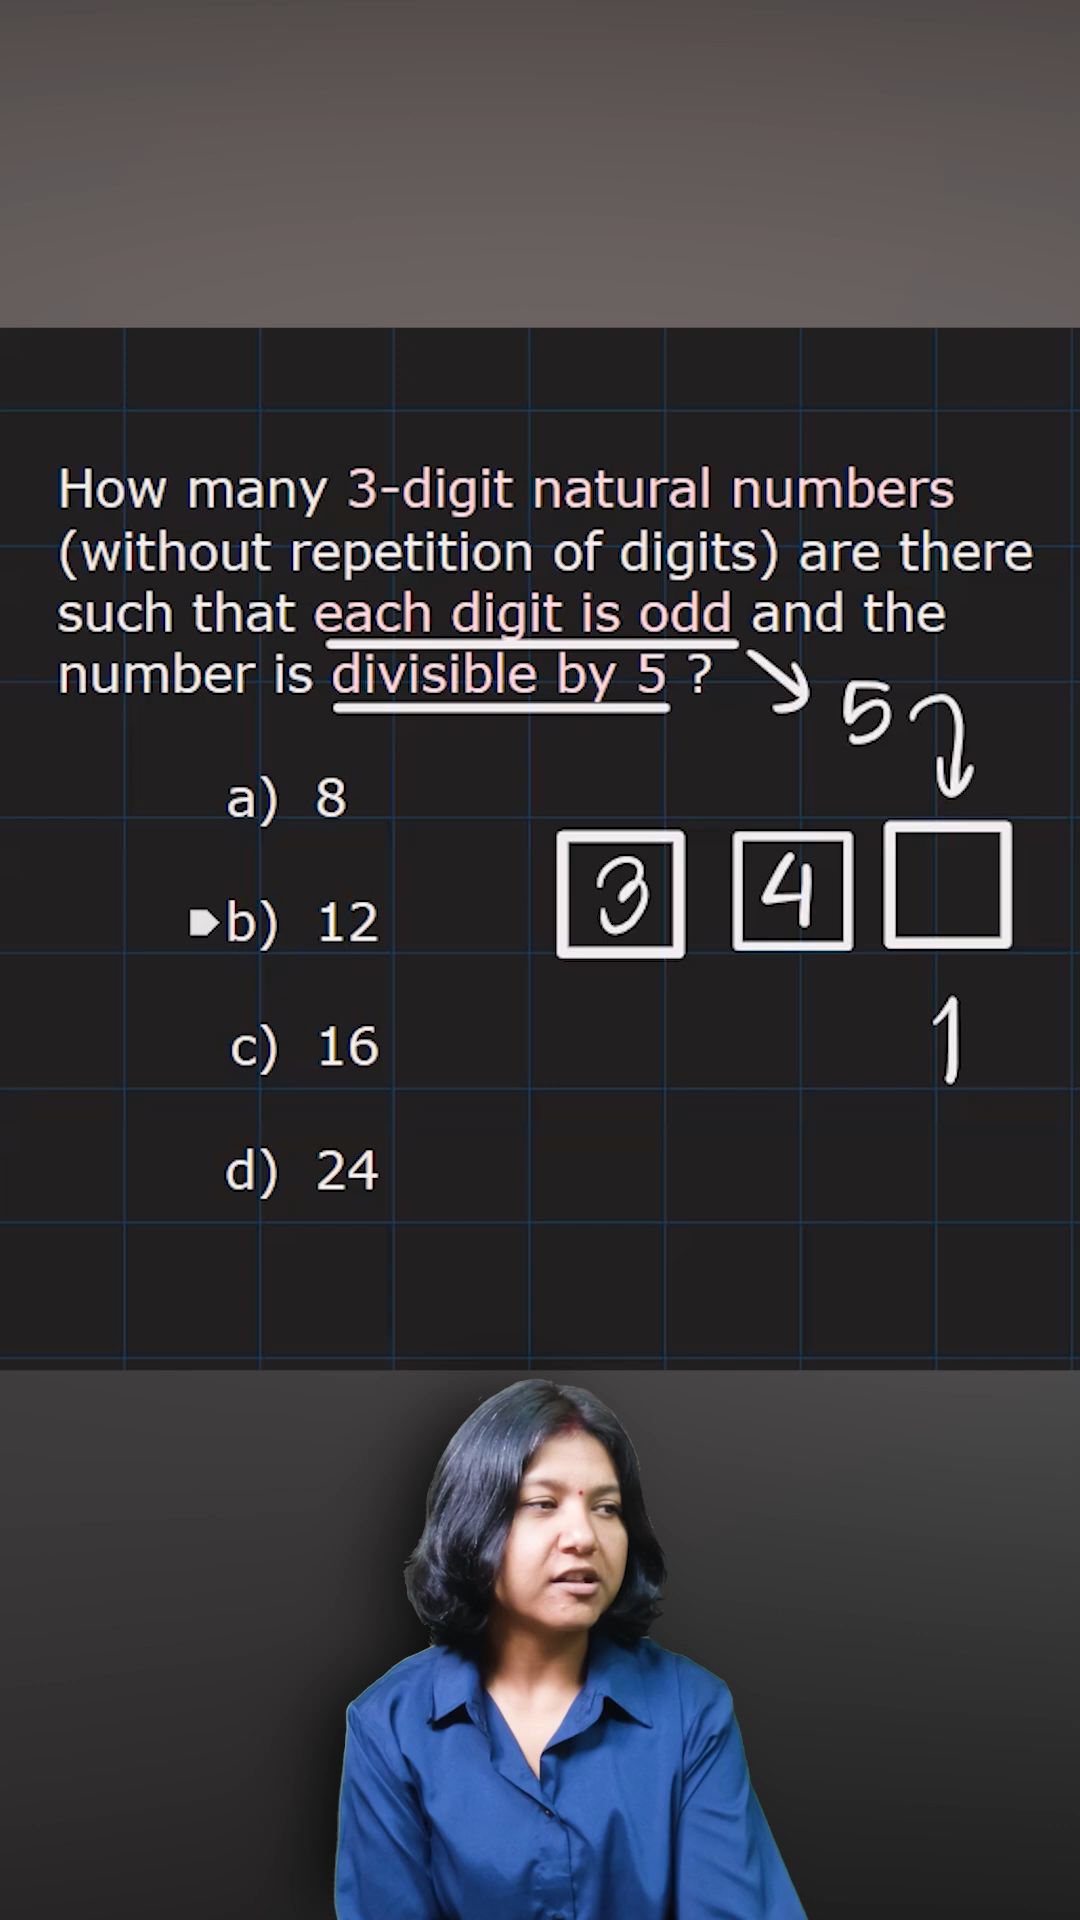 How many 3-digit natural numbers
(without repetition of digits) are there
such that each digit is odd and the
number is divisible by 5 ?
5
a) 8
3 4
b) 12
c) 16
1
d) 24